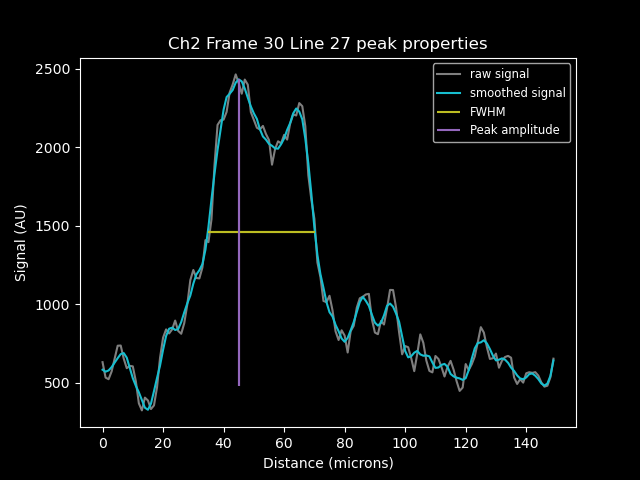 Ch2 Frame 30 Line 27 peak properties
raw signal
smoothed signal
FWHM
Peak amplitude
2500
2000
1500
1000
500
Signal (AU)
0 20 40 60 80 100 120 140
Distance (microns)